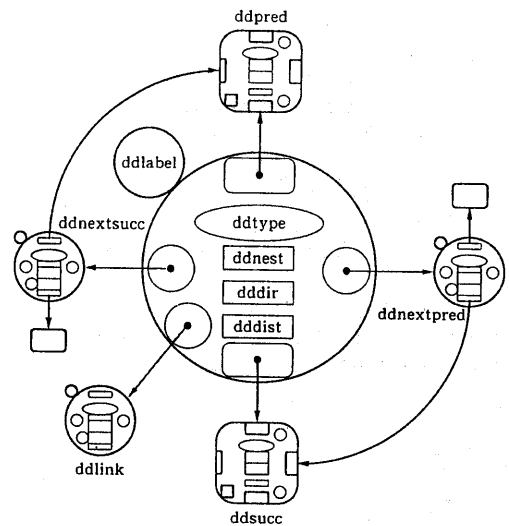 ddpred
ddlabel
ddnextsucc
ddtype
ddnest
dddir
dddist
ddnextpred
ddlink
ddsucc